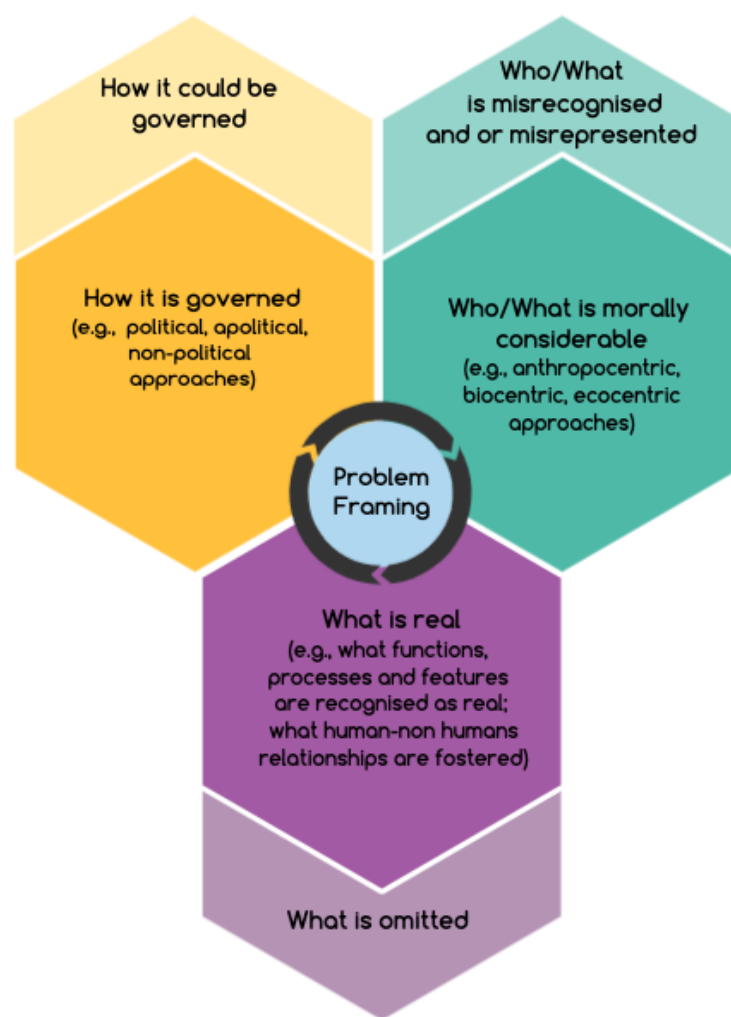 How it could be
governed
Who/What
is misrecognised
and or misrepresented
How it is governed
(e.g., political, apolitical,
non-political
approaches)
Who/What is morally
considerable
(e.g., anthropocentric,
biocentric, ecocentric
approaches)
Problem
Framing
What is real
(e.g., what functions,
processes and features
are recognised as real;
what human-non humans
relationships are fostered)
What is omitted